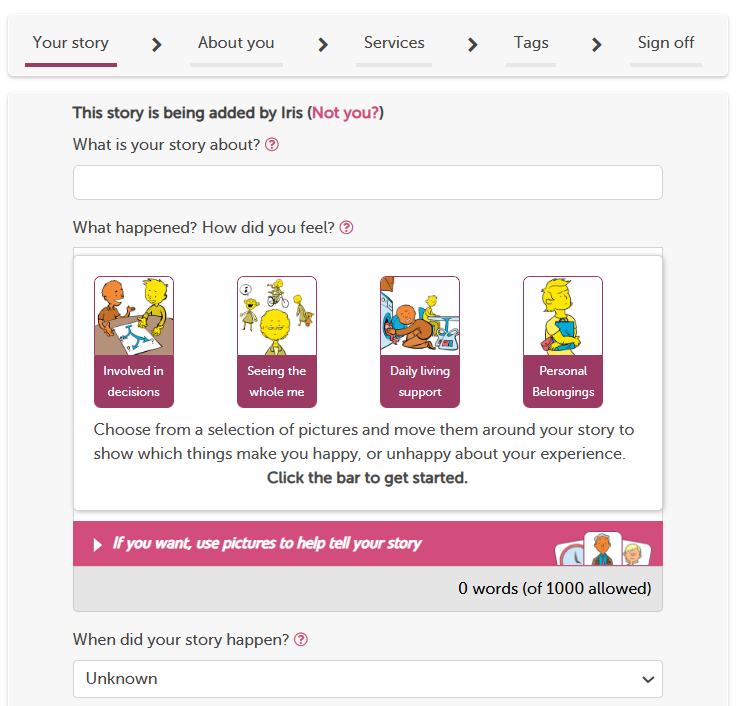 Your story
About you
Services
Tags
Sign off
This story is being added by Iris (Not you?)
What is your story about? ?
What happened? How did you feel? ?
Involved in
decisions
Seeing the
whole me
Daily living
support
Personal
Belongings
Choose from a selection of pictures and move them around your story to
show which things make you happy, or unhappy about your experience.
Click the bar to get started.
If you want, use pictures to help tell your story
0 words (of 1000 allowed)
When did your story happen? ?
Unknown